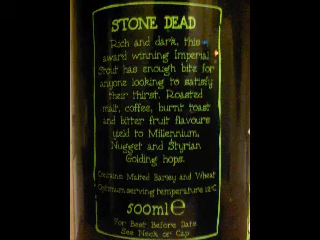 STONE DEAD
Rich and dark, this
award winning Imperial
Stout has enough bite for
anyone looking to satisfy
their thirst. Roasted
malt, coffee, burnt toast
and bitter fruit flavours
yield to Millennium,
Nugget and Styrian
Golding hops.
Contains Malted Barley and Wheat
Optimum serving temperature 12°C
500ml e
For Best Before Date
See Neck or Cap